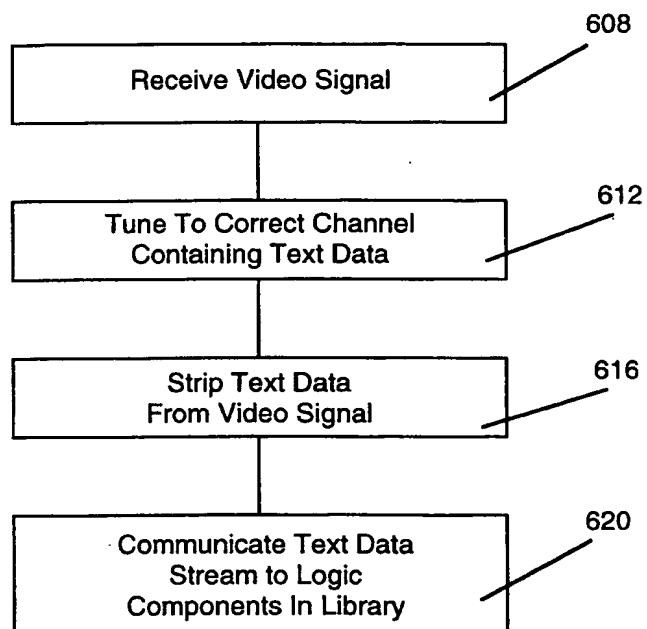 608
Receive Video Signal
612
Tune To Correct Channel
Containing Text Data
616
Strip Text Data
From Video Signal
620
Communicate Text Data
Stream to Logic
Components In Library